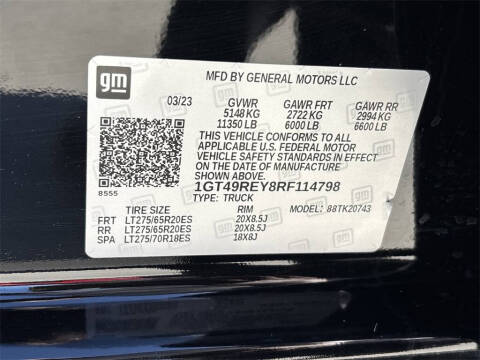 gm
MFD BY GENERAL MOTORS LLC
03/23 GVWR GAWR FRT GAWR RR
5148 KG 2722 KG 2994 KG
11350 LB 6000 LB 6600 LB
THIS VEHICLE CONFORMS TO ALL
APPLICABLE U.S. FEDERAL MOTOR
VEHICLE SAFETY STANDARDS IN EFFECT
ON THE DATE OF MANUFACTURE
SHOWN ABOVE.
1GT49REY8RF114798
8555 TYPE: TRUCK
TIRE SIZE RIM MODEL: 88TK20743
FRT LT275/65R20ES 20X8.5J
RR LT275/65R20ES 20X8.5J
SPA LT275/70R18ES 18X8J